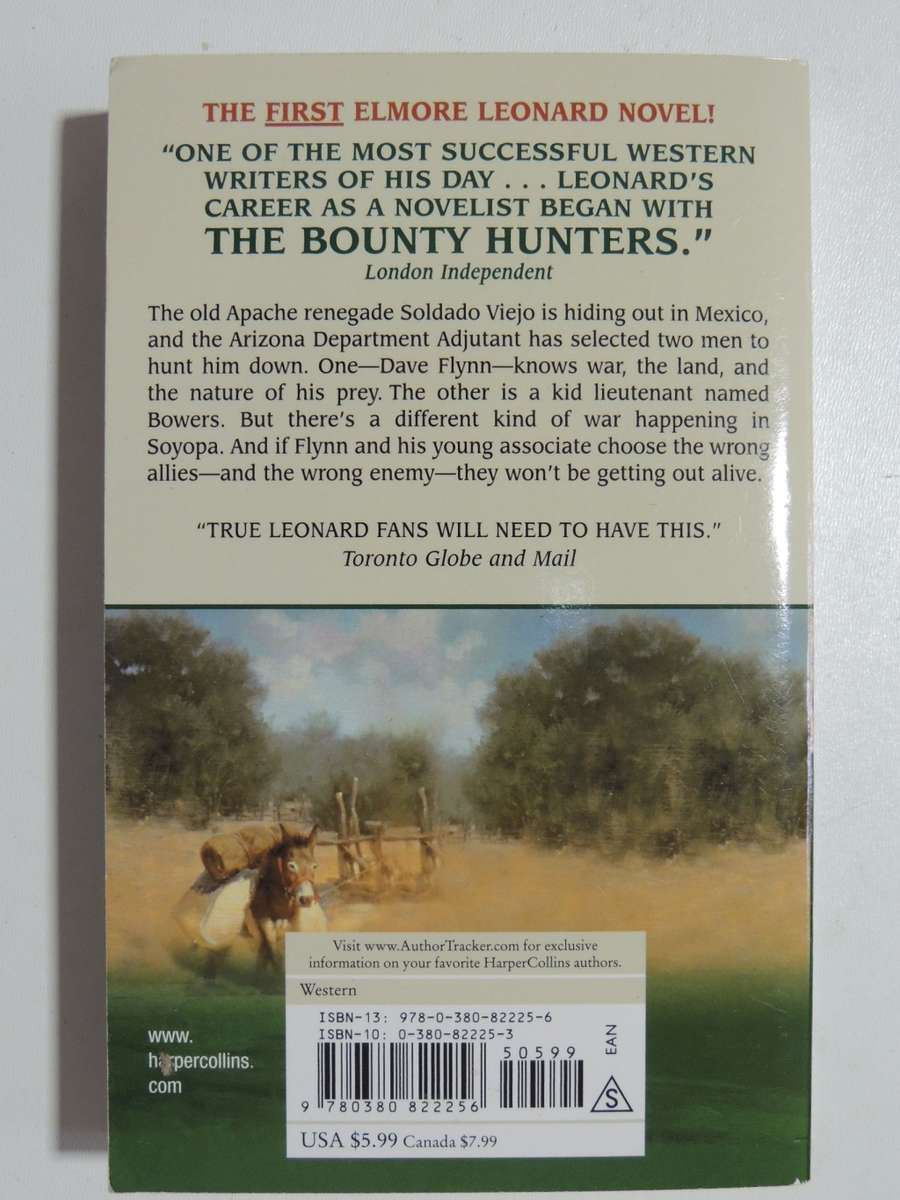 THE FIRST ELMORE LEONARD NOVEL!
“ONE OF THE MOST SUCCESSFUL WESTERN
WRITERS OF HIS DAY . . . LEONARD’S
CAREER AS A NOVELIST BEGAN WITH
THE BOUNTY HUNTERS.”
London Independent
The old Apache renegade Soldado Viejo is hiding out in Mexico,
and the Arizona Department Adjutant has selected two men to
hunt him down. One—Dave Flynn—knows war, the land, and
the nature of his prey. The other is a kid lieutenant named
Bowers. But there’s a different kind of war happening in
Soyopa. And if Flynn and his young associate choose the wrong
allies—and the wrong enemy—they won’t be getting out alive.
“TRUE LEONARD FANS WILL NEED TO HAVE THIS.”
Toronto Globe and Mail
Visit www.AuthorTracker.com for exclusive
information on your favorite HarperCollins authors.
Western
ISBN-13: 978-0-380-82225-6
ISBN-10: 0-380-82225-3
50599
EAN
S
9 780380 822256
USA $5.99 Canada $7.99
www.
harpercollins.
com